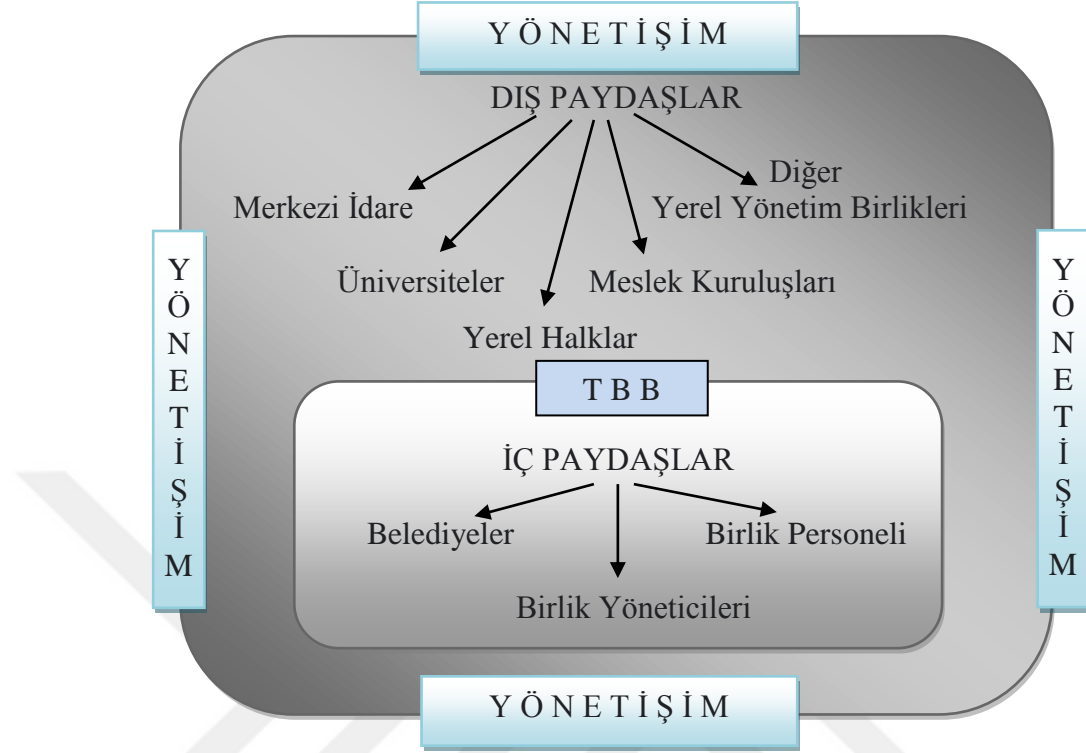 Y Ö N E T İ Ş İ M
DIŞ PAYDAŞLAR
Diğer
Merkezi İdare
Yerel Yönetim Birlikleri
Üniversiteler
Meslek Kuruluşları
Yerel Halklar
Y Ö N E T İ Ş İ M
Y Ö N E T İ Ş İ M
T B B
İÇ PAYDAŞLAR
Belediyeler
Birlik Personeli
Birlik Yöneticileri
Y Ö N E T İ Ş İ M